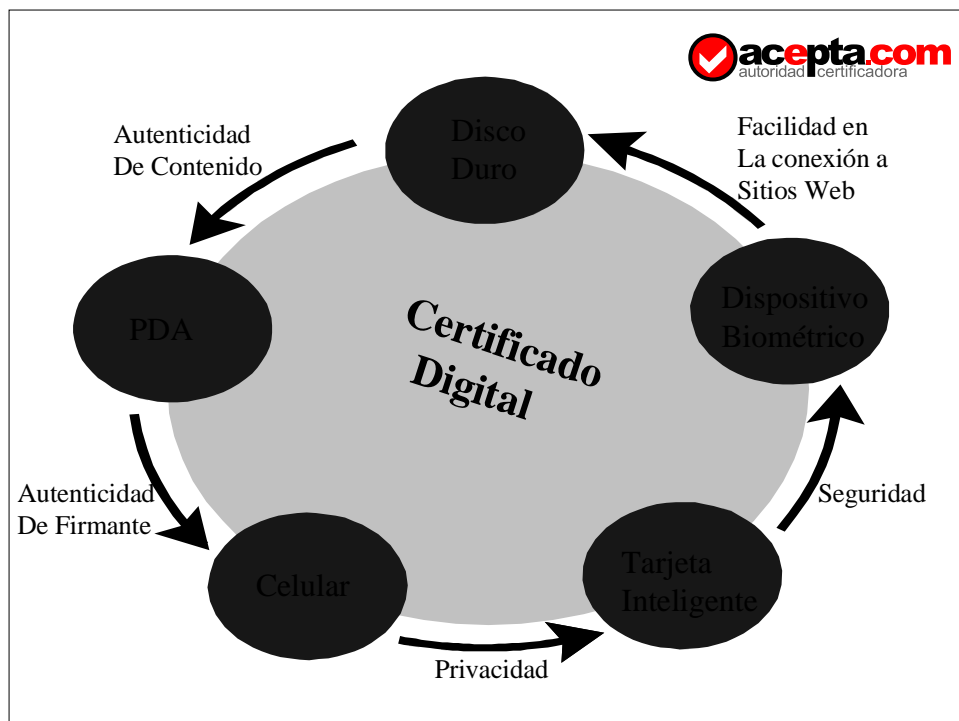 acepta.com
autoridad certificadora
Autenticidad
De Contenido
Disco
Duro
Facilidad en
La conexión a
Sitios Web
PDA
Certificado
Digital
Dispositivo
Biométrico
Autenticidad
De Firmante
Seguridad
Celular
Tarjeta
Inteligente
Privacidad